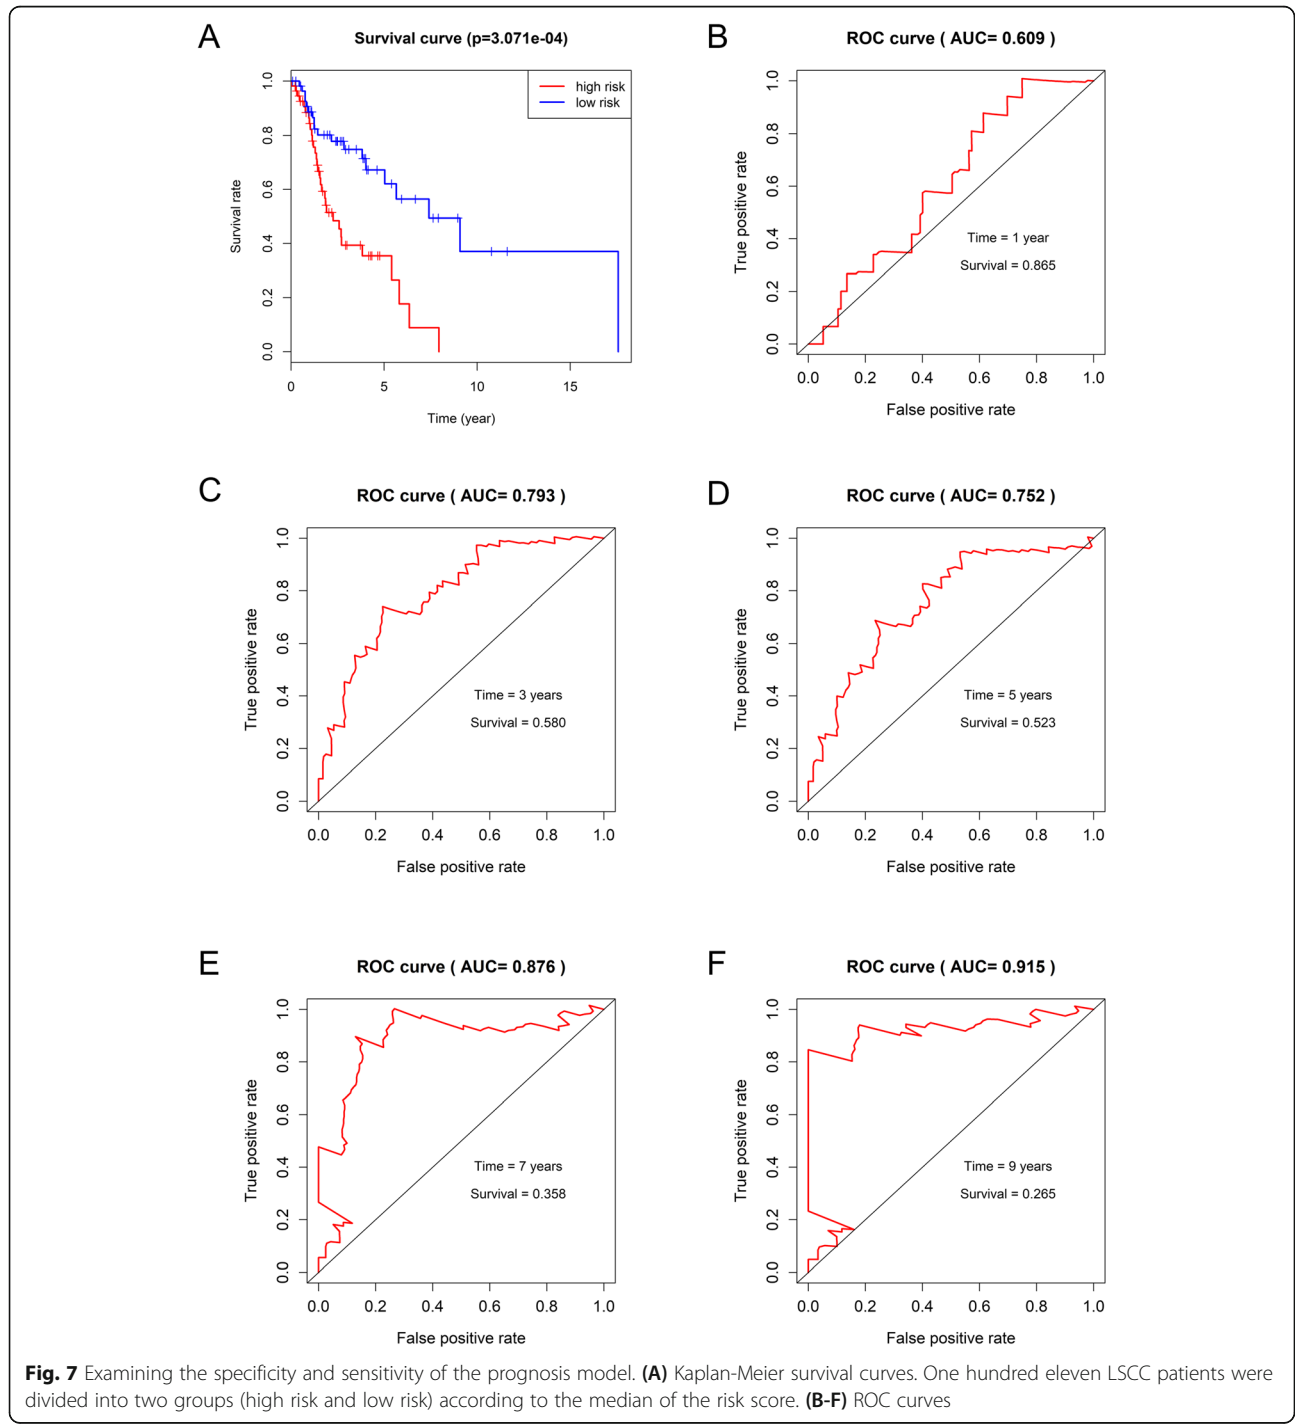 A
Survival curve (p=3.071e-04)
high risk
low risk
Survival rate
0.0 0.2 0.4 0.6 0.8 1.0
0 5 10 15
Time (year)
B
ROC curve ( AUC= 0.609 )
True positive rate
0.0 0.2 0.4 0.6 0.8 1.0
Time = 1 year
Survival = 0.865
0.0 0.2 0.4 0.6 0.8 1.0
False positive rate
C
ROC curve ( AUC= 0.793 )
True positive rate
0.0 0.2 0.4 0.6 0.8 1.0
Time = 3 years
Survival = 0.580
0.0 0.2 0.4 0.6 0.8 1.0
False positive rate
D
ROC curve ( AUC= 0.752 )
True positive rate
0.0 0.2 0.4 0.6 0.8 1.0
Time = 5 years
Survival = 0.523
0.0 0.2 0.4 0.6 0.8 1.0
False positive rate
E
ROC curve ( AUC= 0.876 )
True positive rate
0.0 0.2 0.4 0.6 0.8 1.0
Time = 7 years
Survival = 0.358
0.0 0.2 0.4 0.6 0.8 1.0
False positive rate
F
ROC curve ( AUC= 0.915 )
True positive rate
0.0 0.2 0.4 0.6 0.8 1.0
Time = 9 years
Survival = 0.265
0.0 0.2 0.4 0.6 0.8 1.0
False positive rate
Fig. 7 Examining the specificity and sensitivity of the prognosis model. (A) Kaplan-Meier survival curves. One hundred eleven LSCC patients were
divided into two groups (high risk and low risk) according to the median of the risk score. (B-F) ROC curves